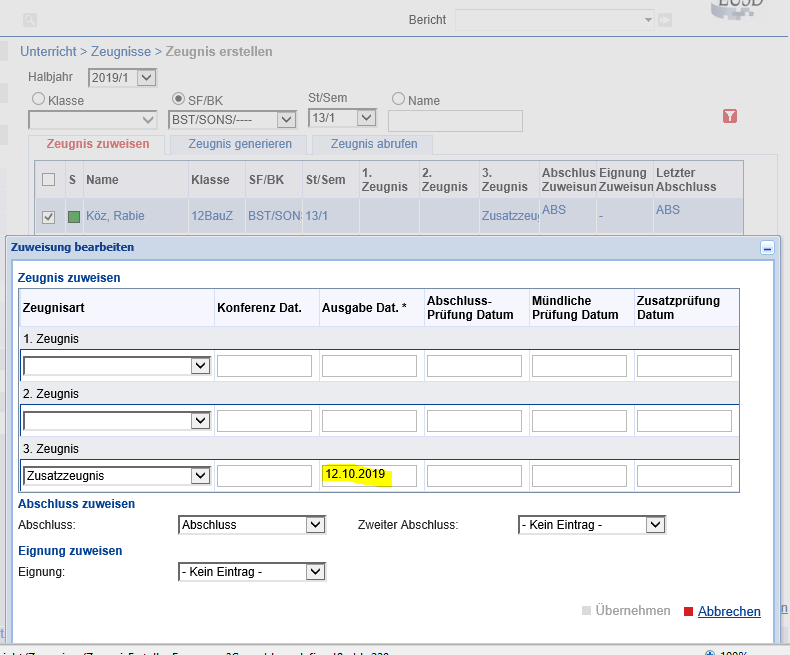 LUSD
Bericht
Unterricht > Zeugnisse > Zeugnis erstellen
Halbjahr 2019/1
Klasse SF/BK St/Sem Name
BST/SONS/---- 13/1
Zeugnis zuweisen Zeugnis generieren Zeugnis abrufen
S Name Klasse SF/BK St/Sem 1. Zeugnis 2. Zeugnis 3. Zeugnis Abschlus Zuweisun Eignung Zuweisun Letzter Abschluss
Köz, Rabie 12BauZ BST/SON 13/1 Zusatzzeu ABS - ABS
Zuweisung bearbeiten
Zeugnis zuweisen
Zeugnisart Konferenz Dat. Ausgabe Dat. * Abschluss-Prüfung Datum Mündliche Prüfung Datum Zusatzprüfung Datum
1. Zeugnis
2. Zeugnis
3. Zeugnis
Zusatzzeugnis 12.10.2019
Abschluss zuweisen
Abschluss: Abschluss Zweiter Abschluss: - Kein Eintrag -
Eignung zuweisen
Eignung: - Kein Eintrag -
Übernehmen Abbrechen
100%